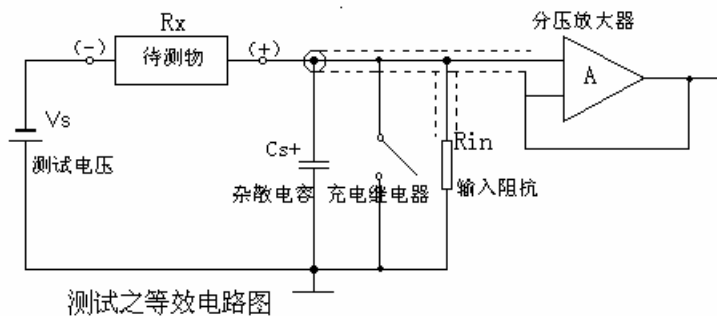 Rx
分压放大器
(-)
待测物
(+)
A
Vs
测试电压
Cs+
Rin
杂散电容 充电继电器
输入阻抗
测试之等效电路图